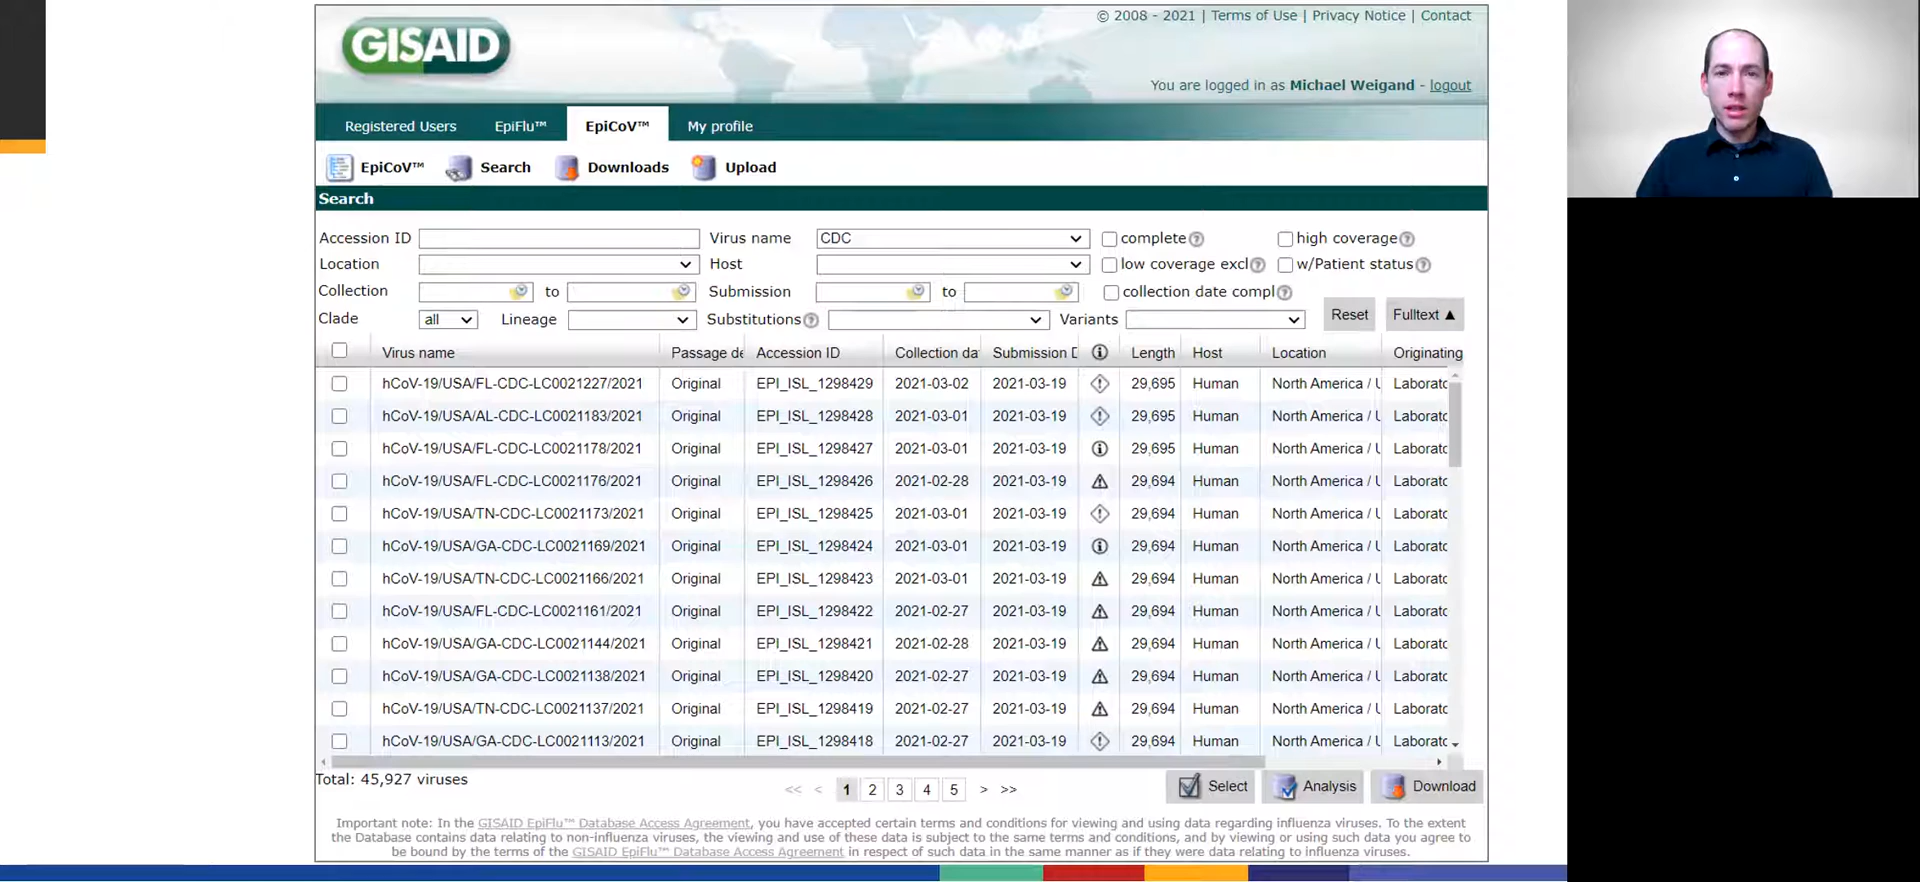 © 2008 - 2021 | Terms of Use | Privacy Notice | Contact
GISAID
You are logged in as Michael Weigand - logout
Registered Users EpiFlu™ EpiCoV™ My profile
EpiCoV™ Search Downloads Upload
Search
Accession ID Virus name CDC complete ? high coverage ?
Location Host low coverage excl ? w/Patient status ?
Collection to Submission to collection date compl ?
Clade all Lineage Substitutions ? Variants Reset Fulltext ▲
Virus name Passage de Accession ID Collection da Submission D Length Host Location Originating
hCoV-19/USA/FL-CDC-LC0021227/2021 Original EPI_ISL_1298429 2021-03-02 2021-03-19 29,695 Human North America / U Laborato
hCoV-19/USA/AL-CDC-LC0021183/2021 Original EPI_ISL_1298428 2021-03-01 2021-03-19 29,695 Human North America / U Laborato
hCoV-19/USA/FL-CDC-LC0021178/2021 Original EPI_ISL_1298427 2021-03-01 2021-03-19 29,695 Human North America / U Laborato
hCoV-19/USA/FL-CDC-LC0021176/2021 Original EPI_ISL_1298426 2021-02-28 2021-03-19 29,694 Human North America / U Laborato
hCoV-19/USA/TN-CDC-LC0021173/2021 Original EPI_ISL_1298425 2021-03-01 2021-03-19 29,694 Human North America / U Laborato
hCoV-19/USA/GA-CDC-LC0021169/2021 Original EPI_ISL_1298424 2021-03-01 2021-03-19 29,694 Human North America / U Laborato
hCoV-19/USA/TN-CDC-LC0021166/2021 Original EPI_ISL_1298423 2021-03-01 2021-03-19 29,694 Human North America / U Laborato
hCoV-19/USA/FL-CDC-LC0021161/2021 Original EPI_ISL_1298422 2021-02-27 2021-03-19 29,694 Human North America / U Laborato
hCoV-19/USA/GA-CDC-LC0021144/2021 Original EPI_ISL_1298421 2021-02-28 2021-03-19 29,694 Human North America / U Laborato
hCoV-19/USA/GA-CDC-LC0021138/2021 Original EPI_ISL_1298420 2021-02-27 2021-03-19 29,694 Human North America / U Laborato
hCoV-19/USA/TN-CDC-LC0021137/2021 Original EPI_ISL_1298419 2021-02-27 2021-03-19 29,694 Human North America / U Laborato
hCoV-19/USA/GA-CDC-LC0021113/2021 Original EPI_ISL_1298418 2021-02-27 2021-03-19 29,694 Human North America / U Laborato
Total: 45,927 viruses << < 1 2 3 4 5 > >> Select Analysis Download
Important note: In the GISAID EpiFlu™ Database Access Agreement, you have accepted certain terms and conditions for viewing and using data regarding influenza viruses. To the extent
the Database contains data relating to non-influenza viruses, the viewing and use of these data is subject to the same terms and conditions, and by viewing or using such data you agree to
be bound by the terms of the GISAID EpiFlu™ Database Access Agreement in respect of such data in the same manner as if they were data relating to influenza viruses.